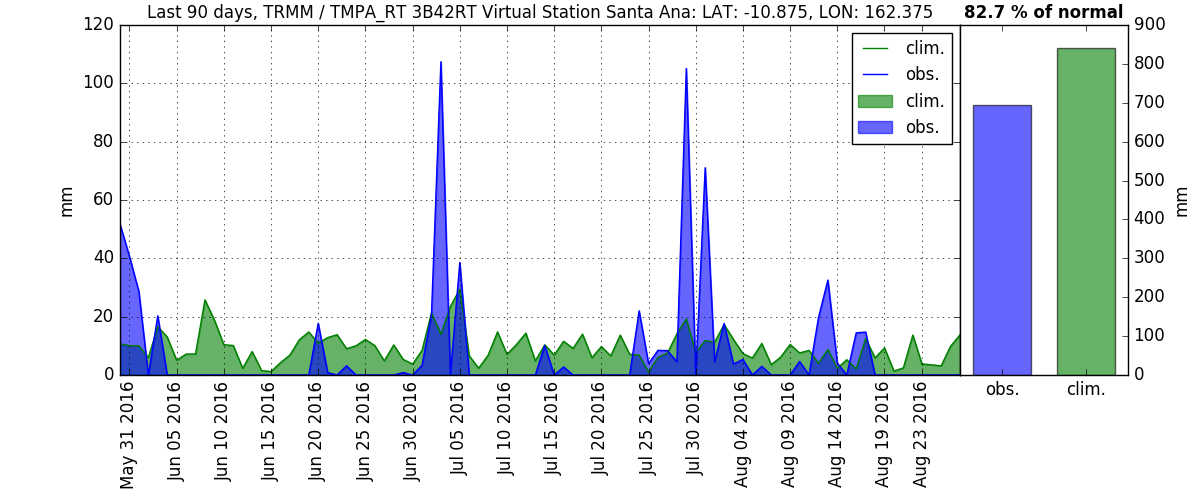 Last 90 days, TRMM / TMPA_RT 3B42RT Virtual Station Santa Ana: LAT: -10.875, LON: 162.375
82.7 % of normal
120
100
80
60
40
20
0
mm
clim.
obs.
clim.
obs.
900
800
700
600
500
400
300
200
100
0
mm
May 31 2016
Jun 05 2016
Jun 10 2016
Jun 15 2016
Jun 20 2016
Jun 25 2016
Jun 30 2016
Jul 05 2016
Jul 10 2016
Jul 15 2016
Jul 20 2016
Jul 25 2016
Jul 30 2016
Aug 04 2016
Aug 09 2016
Aug 14 2016
Aug 19 2016
Aug 23 2016
obs.
clim.